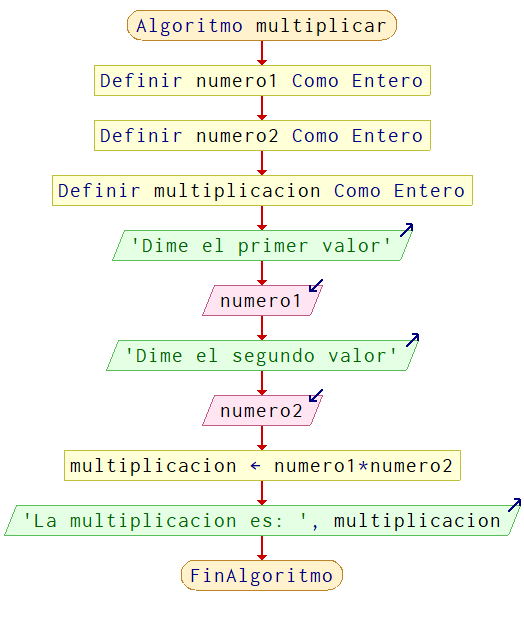 Algoritmo multiplicar
Definir numero1 Como Entero
Definir numero2 Como Entero
Definir multiplicacion Como Entero
'Dime el primer valor'
numero1
'Dime el segundo valor'
numero2
multiplicacion ← numero1*numero2
'La multiplicacion es: ', multiplicacion
FinAlgoritmo